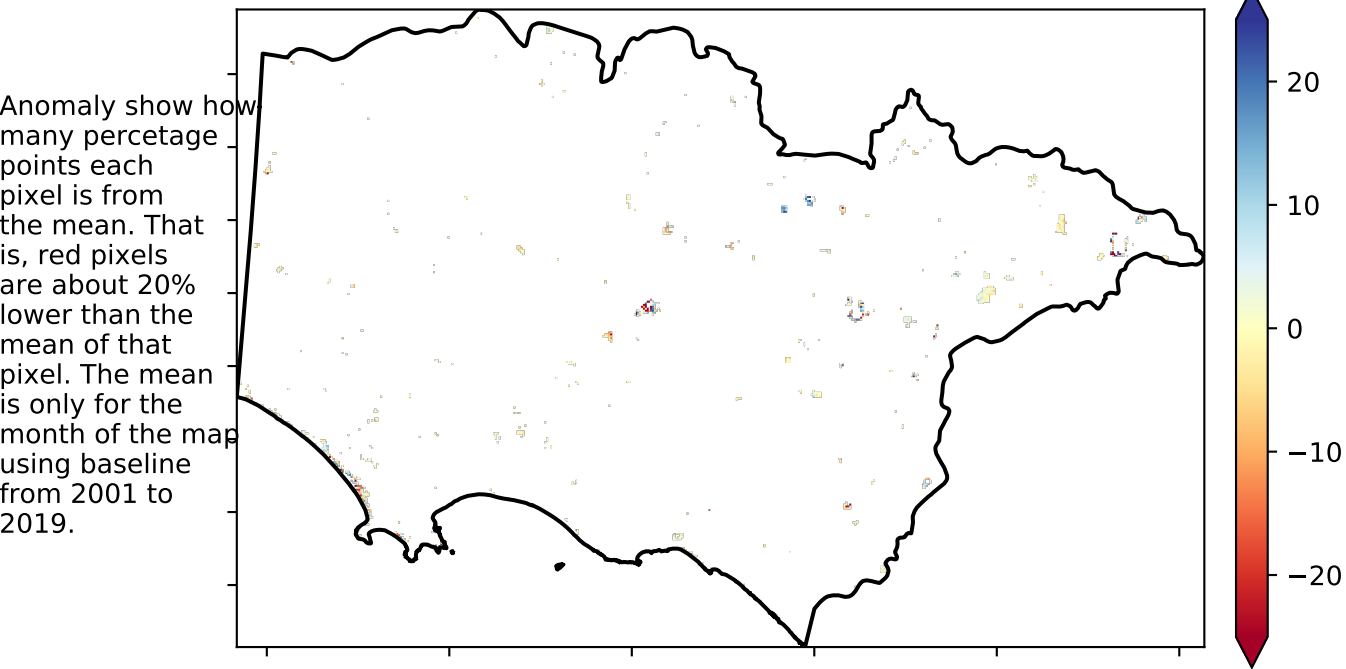 Anomaly show how
many percetage
points each
pixel is from
the mean. That
is, red pixels
are about 20%
lower than the
mean of that
pixel. The mean
is only for the
month of the map
using baseline
from 2001 to
2019.
20
10
0
−10
−20